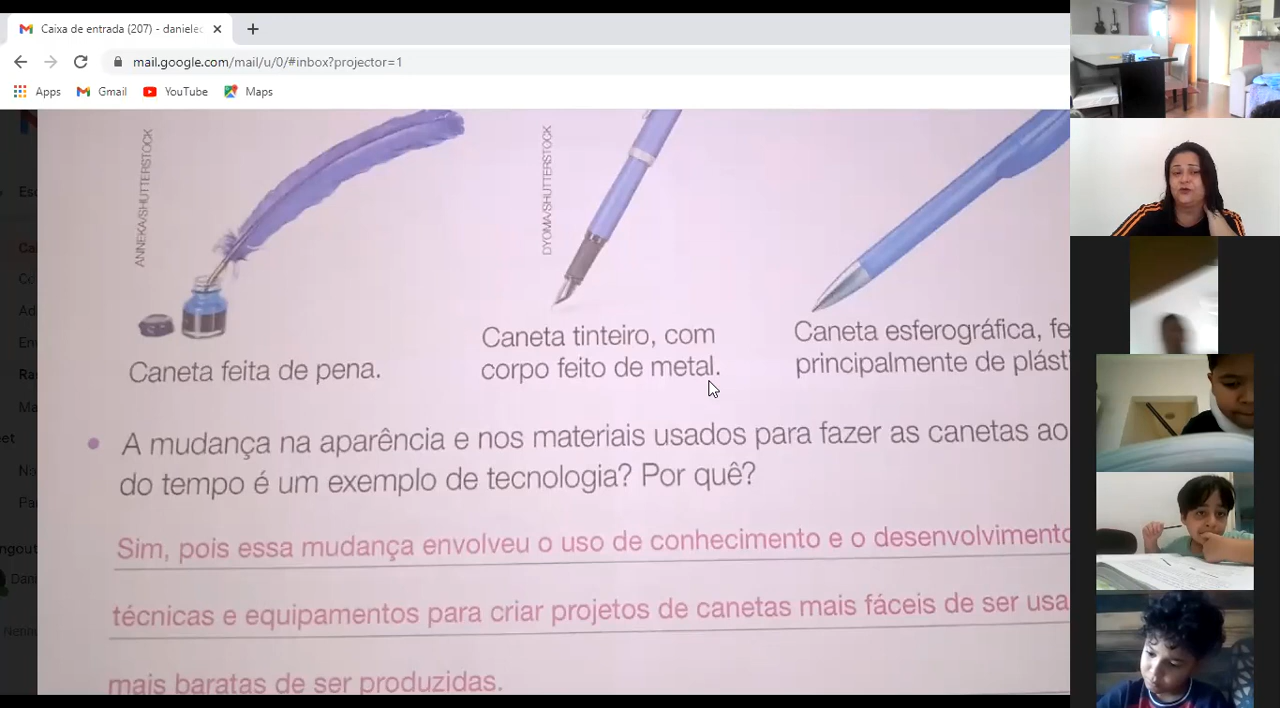 Caixa de entrada (207) - danielec
mail.google.com/mail/u/0/#inbox?projector=1
Apps Gmail YouTube Maps
ANNEKA/SHUTTERSTOCK
DYOMA/SHUTTERSTOCK
Caneta feita de pena.
Caneta tinteiro, com
corpo feito de metal.
Caneta esferográfica, fe
principalmente de plásti
• A mudança na aparência e nos materiais usados para fazer as canetas ao
do tempo é um exemplo de tecnologia? Por quê?
Sim, pois essa mudança envolveu o uso de conhecimento e o desenvolvimento
técnicas e equipamentos para criar projetos de canetas mais fáceis de ser usa
mais baratas de ser produzidas.